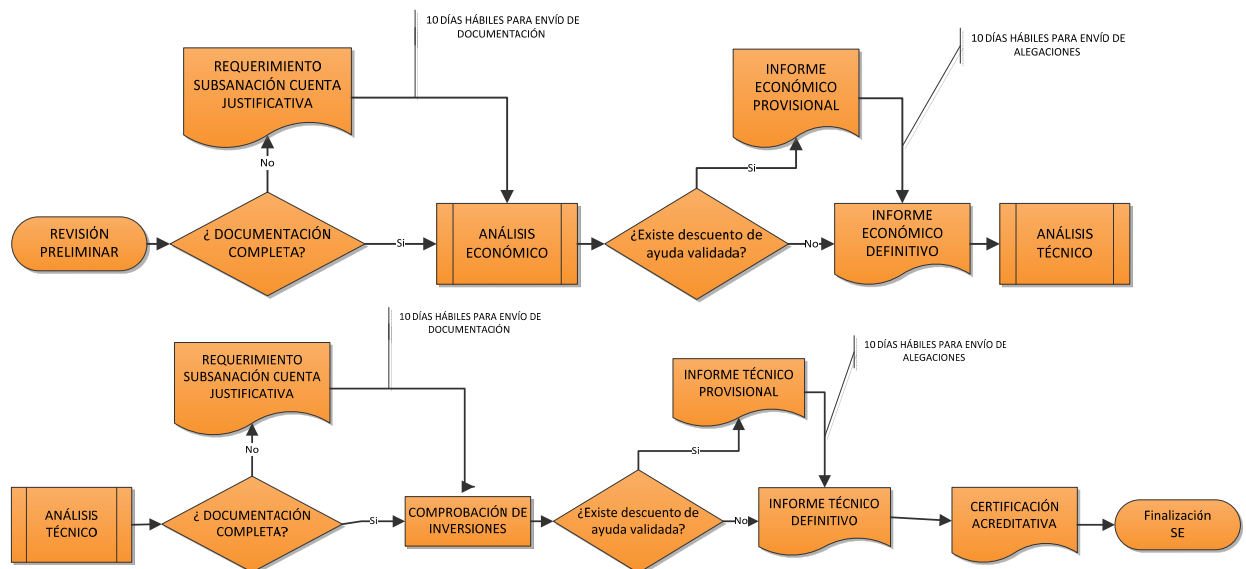 10 DÍAS HÁBILES PARA ENVÍO DE
DOCUMENTACIÓN
REQUERIMIENTO
SUBSANACIÓN CUENTA
JUSTIFICATIVA
INFORME
ECONÓMICO
PROVISIONAL
10 DÍAS HÁBILES PARA ENVÍO DE
ALEGACIONES
No
Si
REVISIÓN
PRELIMINAR
¿ DOCUMENTACIÓN
COMPLETA?
Si
ANÁLISIS
ECONÓMICO
¿Existe descuento de
ayuda validada?
No
INFORME
ECONÓMICO
DEFINITIVO
ANÁLISIS
TÉCNICO
10 DÍAS HÁBILES PARA ENVÍO DE
DOCUMENTACIÓN
REQUERIMIENTO
SUBSANACIÓN CUENTA
JUSTIFICATIVA
INFORME TÉCNICO
PROVISIONAL
10 DÍAS HÁBILES PARA ENVÍO DE
ALEGACIONES
No
Si
ANÁLISIS
TÉCNICO
¿ DOCUMENTACIÓN
COMPLETA?
Si
COMPROBACIÓN DE
INVERSIONES
¿Existe descuento de
ayuda validada?
No
INFORME TÉCNICO
DEFINITIVO
CERTIFICACIÓN
ACREDITATIVA
Finalización
SE